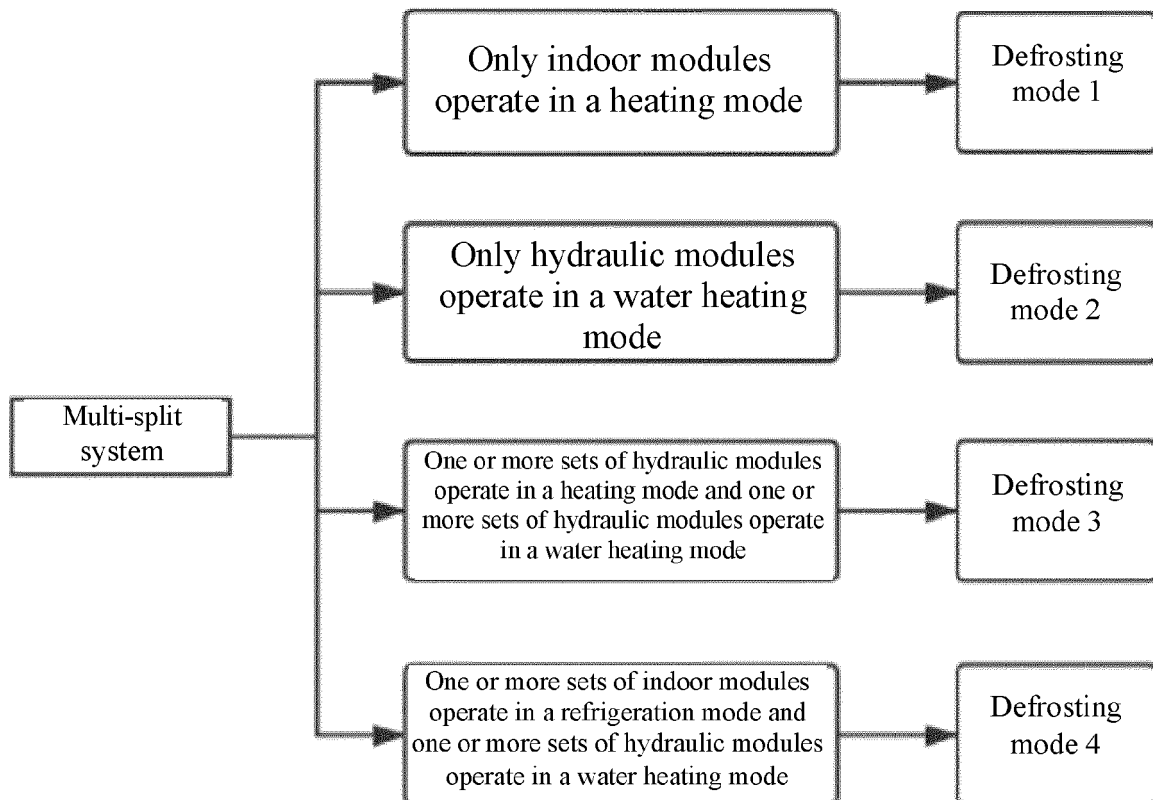 Only indoor modules
operate in a heating mode
Defrosting
mode 1
Only hydraulic modules
operate in a water heating
mode
Defrosting
mode 2
Multi-split
system
One or more sets of hydraulic modules
operate in a heating mode and one or
more sets of hydraulic modules operate
in a water heating mode
Defrosting
mode 3
One or more sets of indoor modules
operate in a refrigeration mode and
one or more sets of hydraulic modules
operate in a water heating mode
Defrosting
mode 4